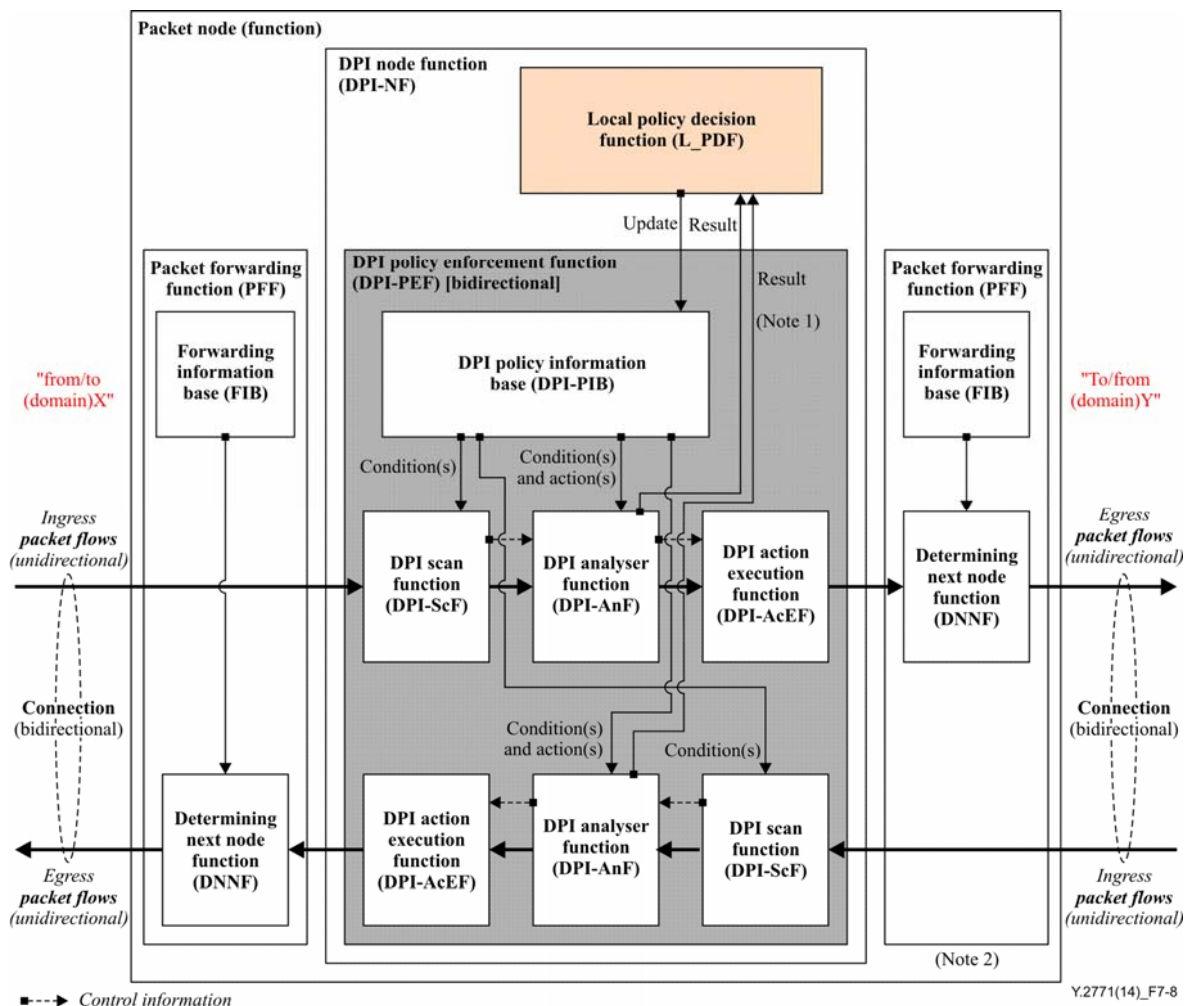 Packet node (function)
DPI node function
(DPI-NF)
Local policy decision
function (L_PDF)
Update
Result
Packet forwarding
function (PFF)
DPI policy enforcement function
(DPI-PEF) [bidirectional]
Result
(Note 1)
Packet forwarding
function (PFF)
Forwarding
information
base (FIB)
DPI policy information
base (DPI-PIB)
Forwarding
information
base (FIB)
"from/to
(domain)X"
"To/from
(domain)Y"
Condition(s)
Condition(s)
and action(s)
Ingress
packet flows
(unidirectional)
DPI scan
function
(DPI-ScF)
DPI analyser
function
(DPI-AnF)
DPI action
execution
function
(DPI-AcEF)
Determining
next node
function
(DNNF)
Egress
packet flows
(unidirectional)
Connection
(bidirectional)
Condition(s)
and action(s)
Condition(s)
Connection
(bidirectional)
Determining
next node
function
(DNNF)
DPI action
execution
function
(DPI-AcEF)
DPI analyser
function
(DPI-AnF)
DPI scan
function
(DPI-ScF)
Egress
packet flows
(unidirectional)
Ingress
packet flows
(unidirectional)
(Note 2)
Control information
Y.2771(14)_F7-8